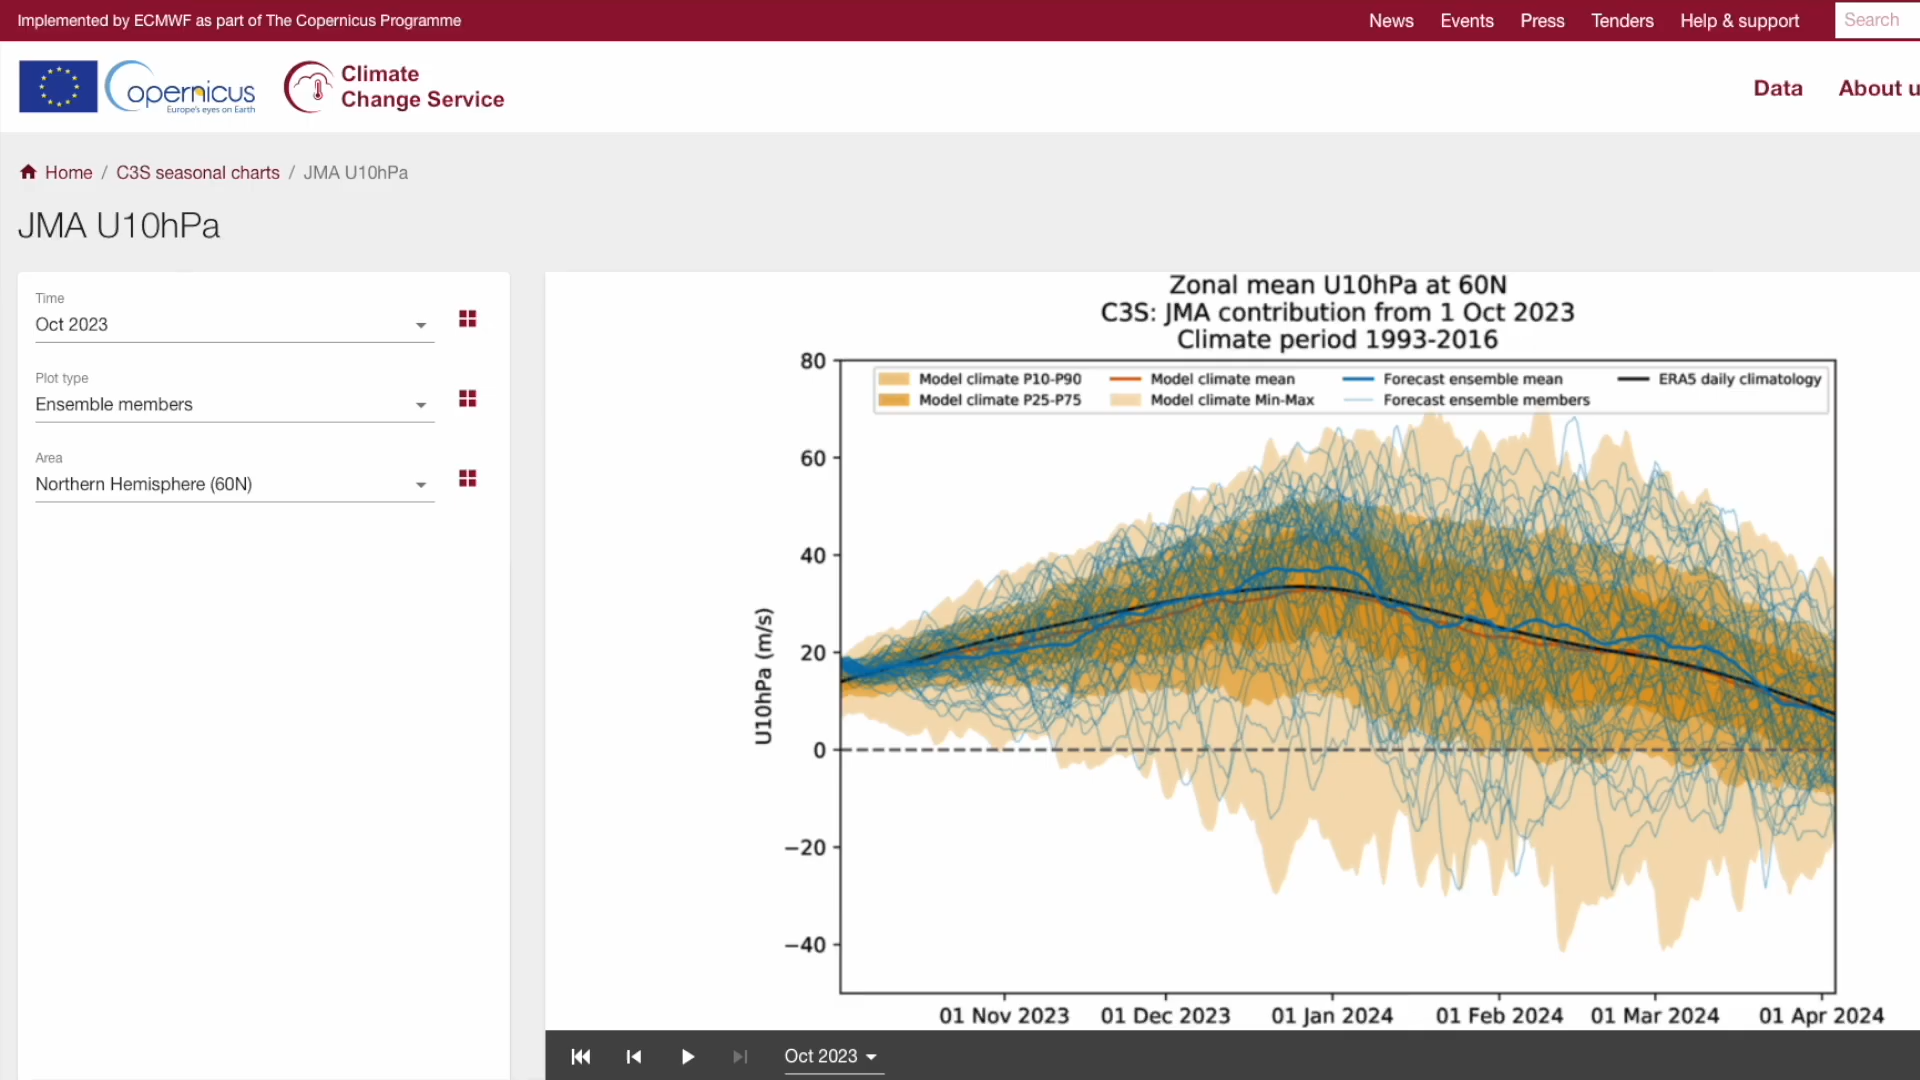 Implemented by ECMWF as part of The Copernicus Programme
News Events Press Tenders Help & support Search
opernicus
Europe's eyes on Earth
Climate
Change Service
Data About u
Home / C3S seasonal charts / JMA U10hPa
JMA U10hPa
Time
Oct 2023
Plot type
Ensemble members
Area
Northern Hemisphere (60N)
Zonal mean U10hPa at 60N
C3S: JMA contribution from 1 Oct 2023
Climate period 1993-2016
Model climate P10-P90 Model climate mean Forecast ensemble mean ERA5 daily climatology
Model climate P25-P75 Model climate Min-Max Forecast ensemble members
80
60
40
20
0
−20
−40
U10hPa (m/s)
01 Nov 2023 01 Dec 2023 01 Jan 2024 01 Feb 2024 01 Mar 2024 01 Apr 2024
Oct 2023